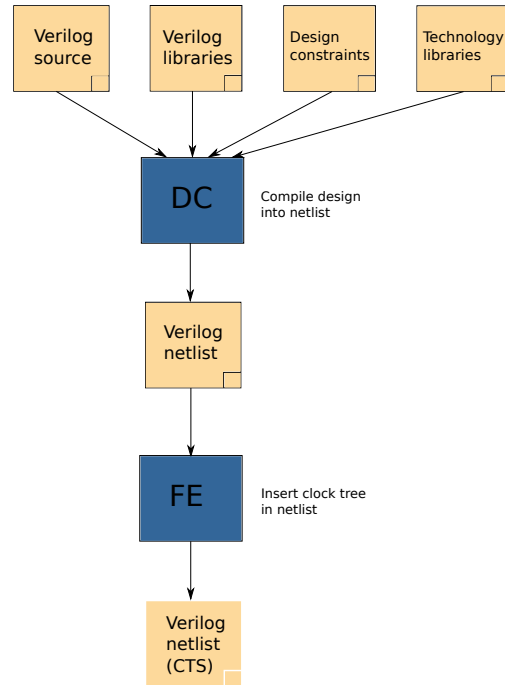 Verilog
source
Verilog
libraries
Design
constraints
Technology
libraries
DC
Compile design
into netlist
Verilog
netlist
FE
Insert clock tree
in netlist
Verilog
netlist
(CTS)